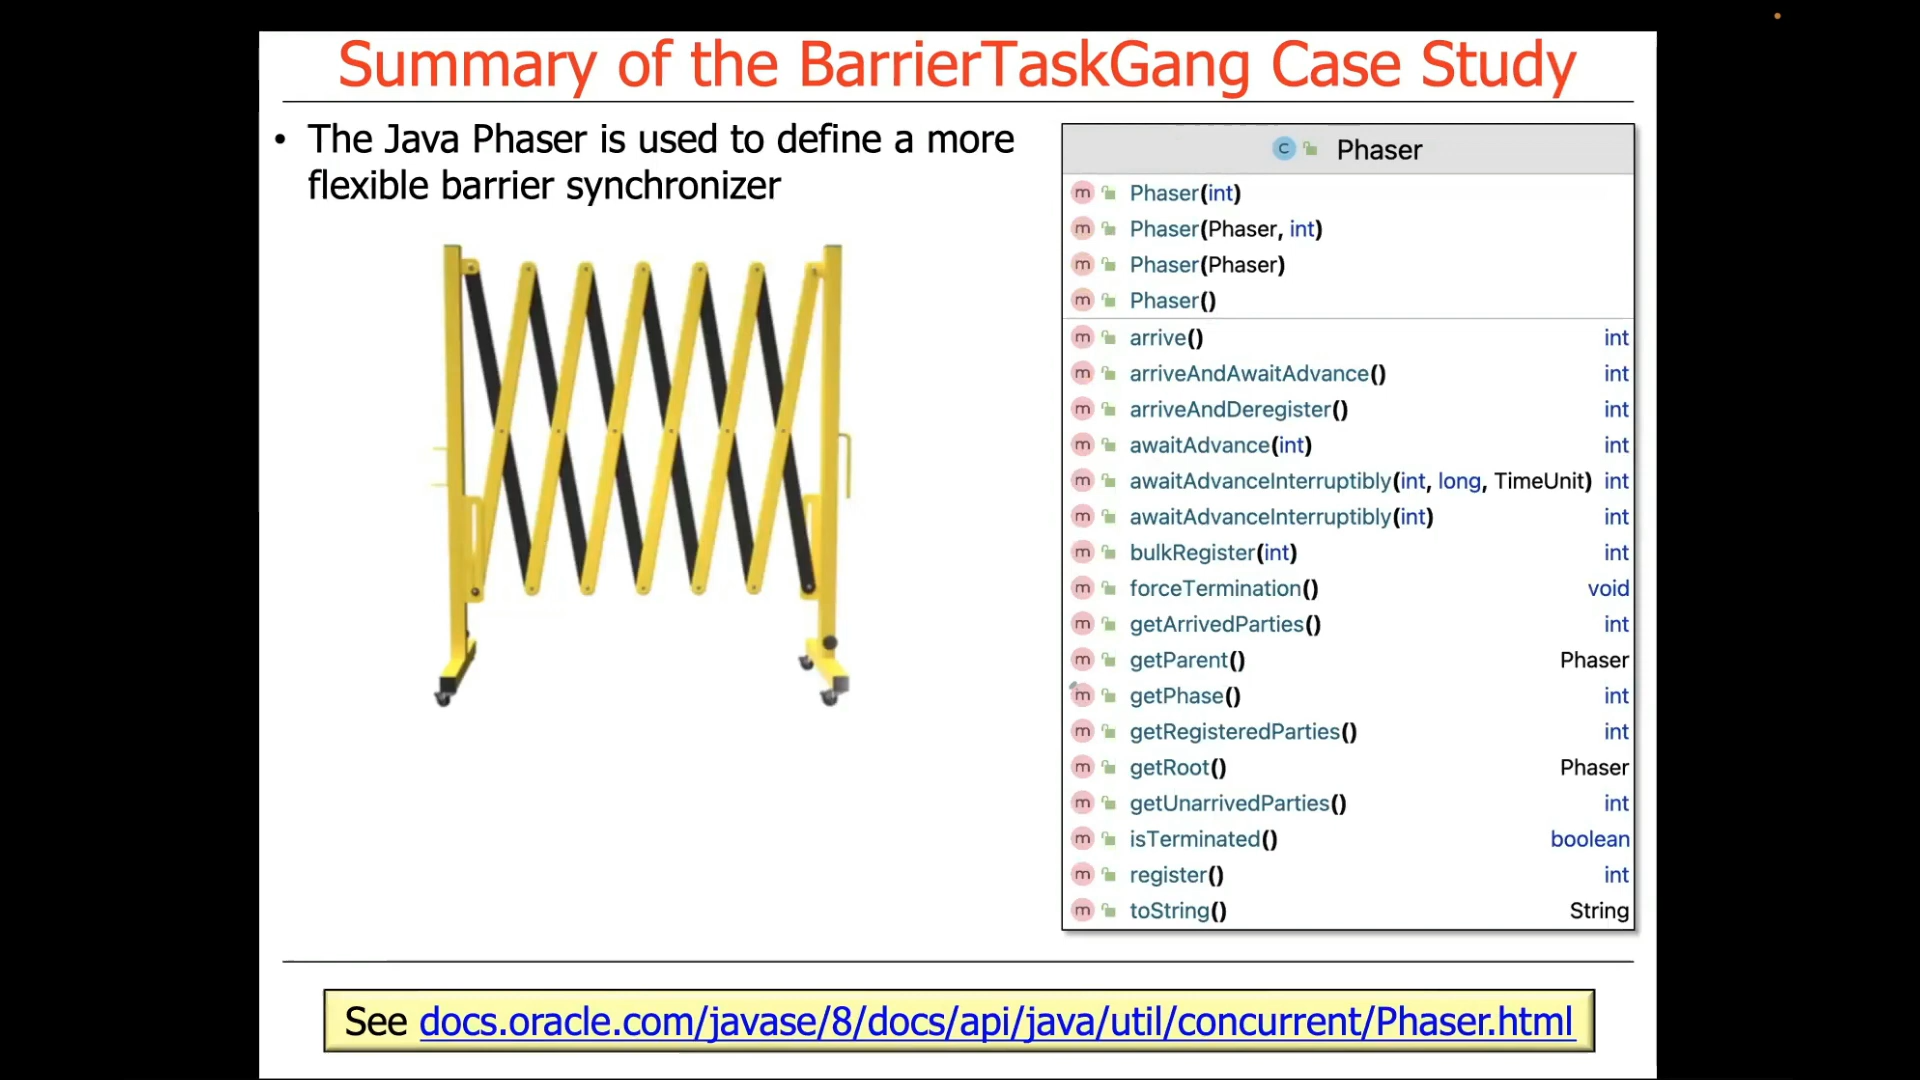 Summary of the BarrierTaskGang Case Study
• The Java Phaser is used to define a more
flexible barrier synchronizer
C Phaser
m Phaser(int)
m Phaser(Phaser, int)
m Phaser(Phaser)
m Phaser()
m arrive() int
m arriveAndAwaitAdvance() int
m arriveAndDeregister() int
m awaitAdvance(int) int
m awaitAdvanceInterruptibly(int, long, TimeUnit) int
m awaitAdvanceInterruptibly(int) int
m bulkRegister(int) int
m forceTermination() void
m getArrivedParties() int
m getParent() Phaser
m getPhase() int
m getRegisteredParties() int
m getRoot() Phaser
m getUnarrivedParties() int
m isTerminated() boolean
m register() int
m toString() String
See docs.oracle.com/javase/8/docs/api/java/util/concurrent/Phaser.html